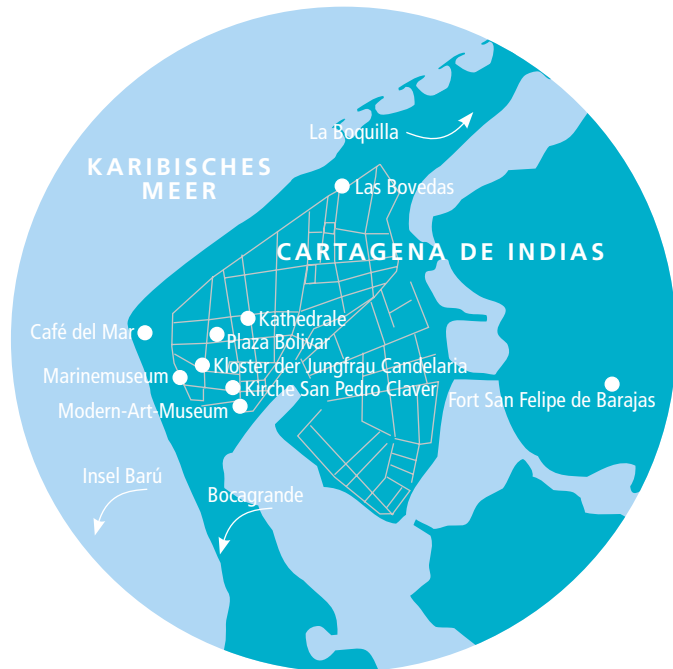 La Boquilla
KARIBISCHES
MEER
Las Bovedas
CARTAGENA DE INDIAS
Kathedrale
Café del Mar
Plaza Bolivar
Kloster der Jungfrau Candelaria
Marinemuseum
Kirche San Pedro Claver
Fort San Felipe de Barajas
Modern-Art-Museum
Insel Barú
Bocagrande